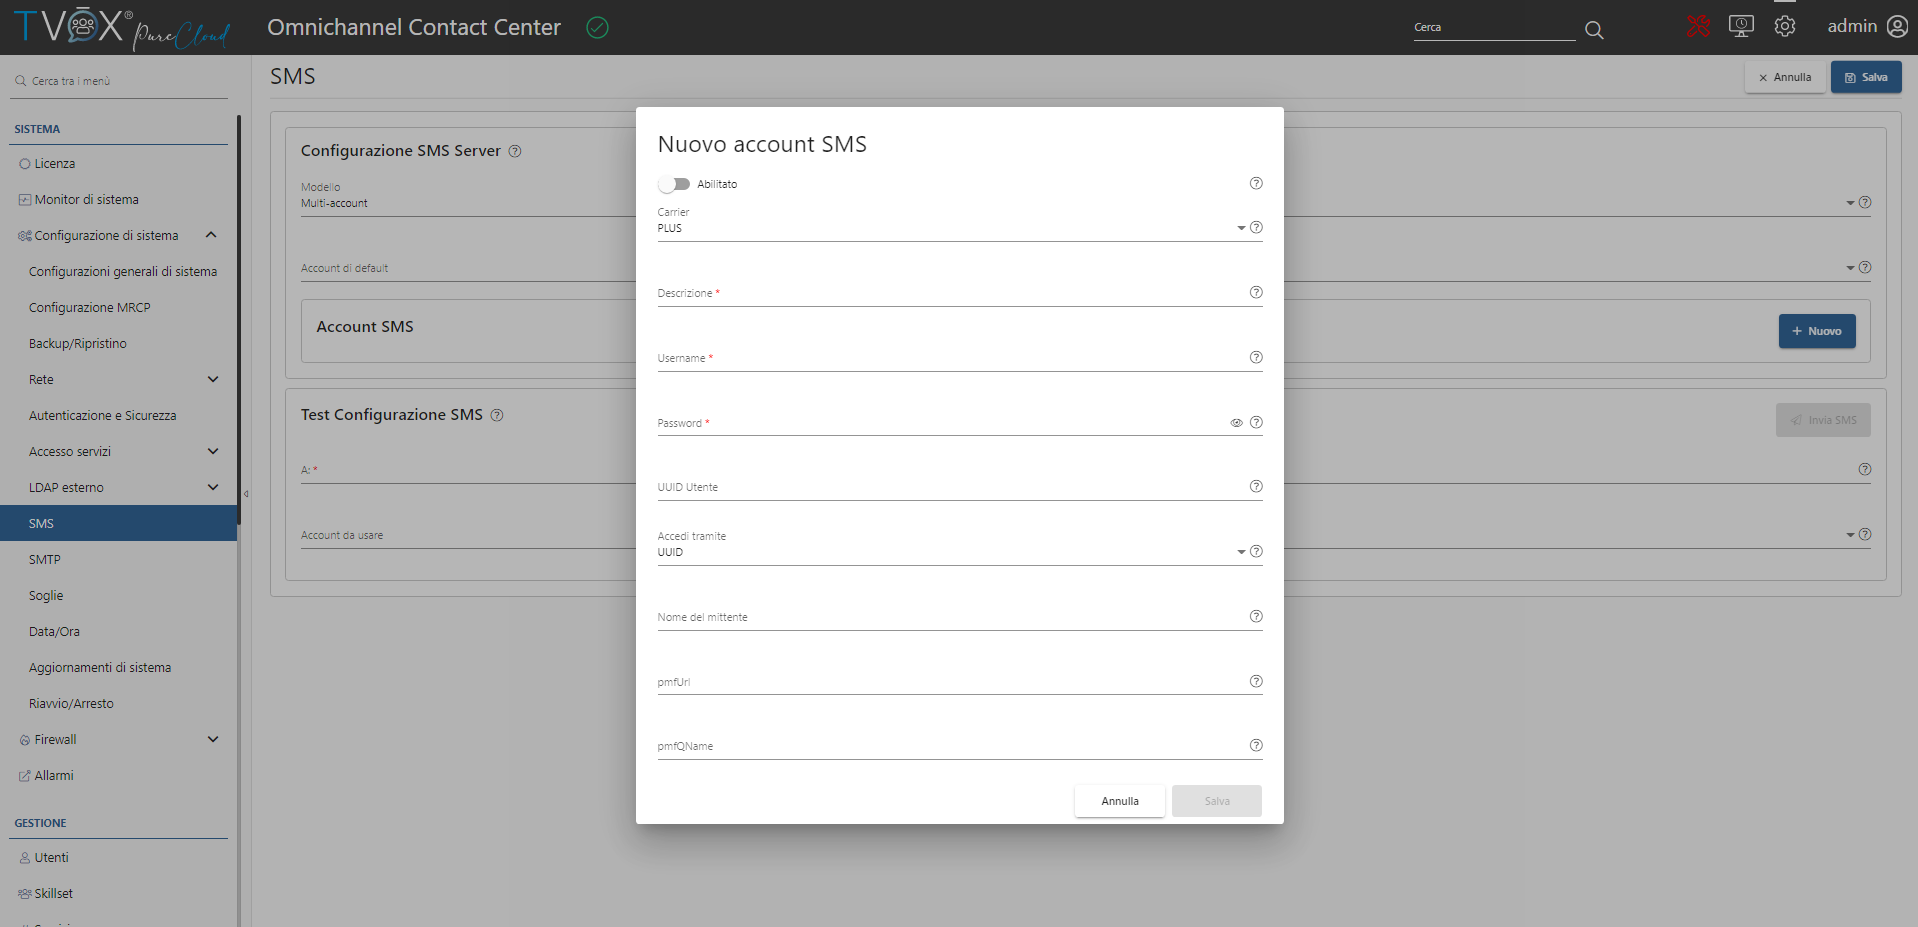 TVOX® PureCloud
Omnichannel Contact Center
Cerca
admin
Cerca tra i menù
SISTEMA
Licenza
Monitor di sistema
Configurazione di sistema
Configurazioni generali di sistema
Configurazione MRCP
Backup/Ripristino
Rete
Autenticazione e Sicurezza
Accesso servizi
LDAP esterno
SMS
SMTP
Soglie
Data/Ora
Aggiornamenti di sistema
Riavvio/Arresto
Firewall
Allarmi
GESTIONE
Utenti
Skillset
SMS
Annulla
Salva
Configurazione SMS Server
Modello
Multi-account
Account di default
Account SMS
Nuovo
Test Configurazione SMS
Invia SMS
A: *
Account da usare
Nuovo account SMS
Abilitato
Carrier
PLUS
Descrizione *
Username *
Password *
UUID Utente
Accedi tramite
UUID
Nome del mittente
pmfUrl
pmfQName
Annulla
Salva